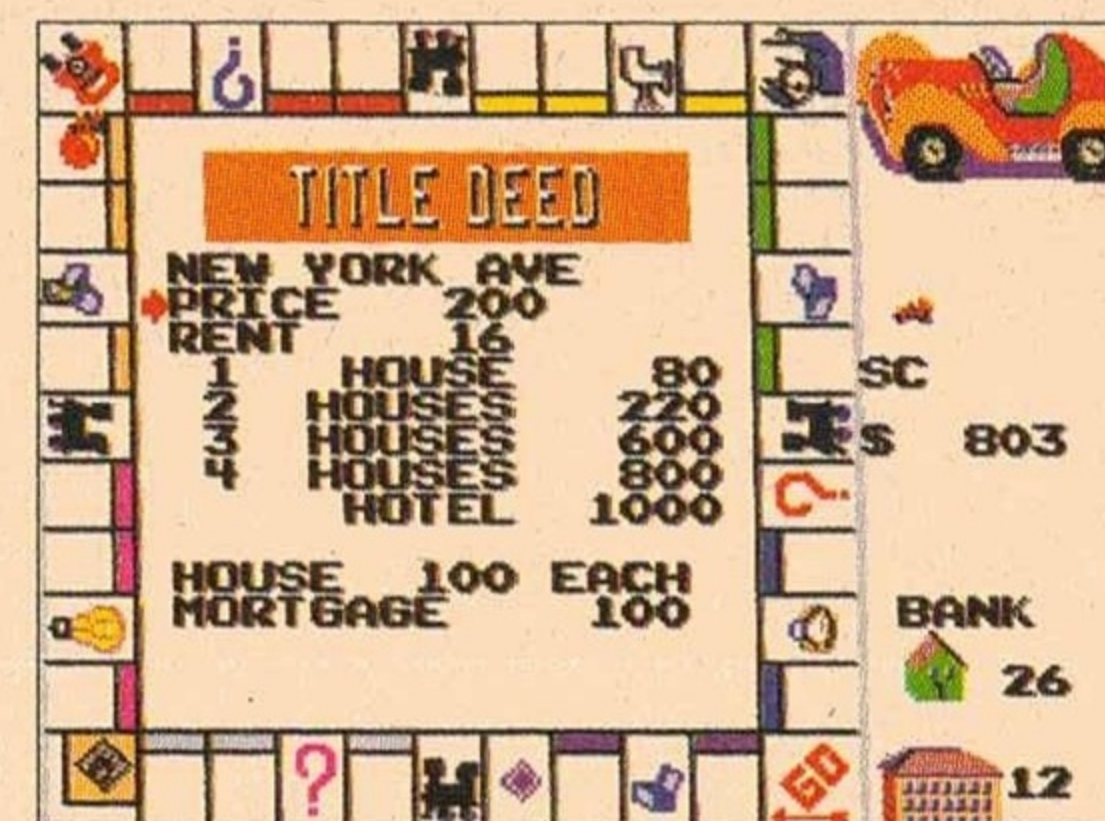 TITLE DEED
NEW YORK AVE
PRICE 200
RENT 16
1 HOUSE 80
2 HOUSES 220
3 HOUSES 600
4 HOUSES 800
HOTEL 1000
HOUSE 100 EACH
MORTGAGE 100
SC
$ 803
BANK
26
12
GO
?
?
?